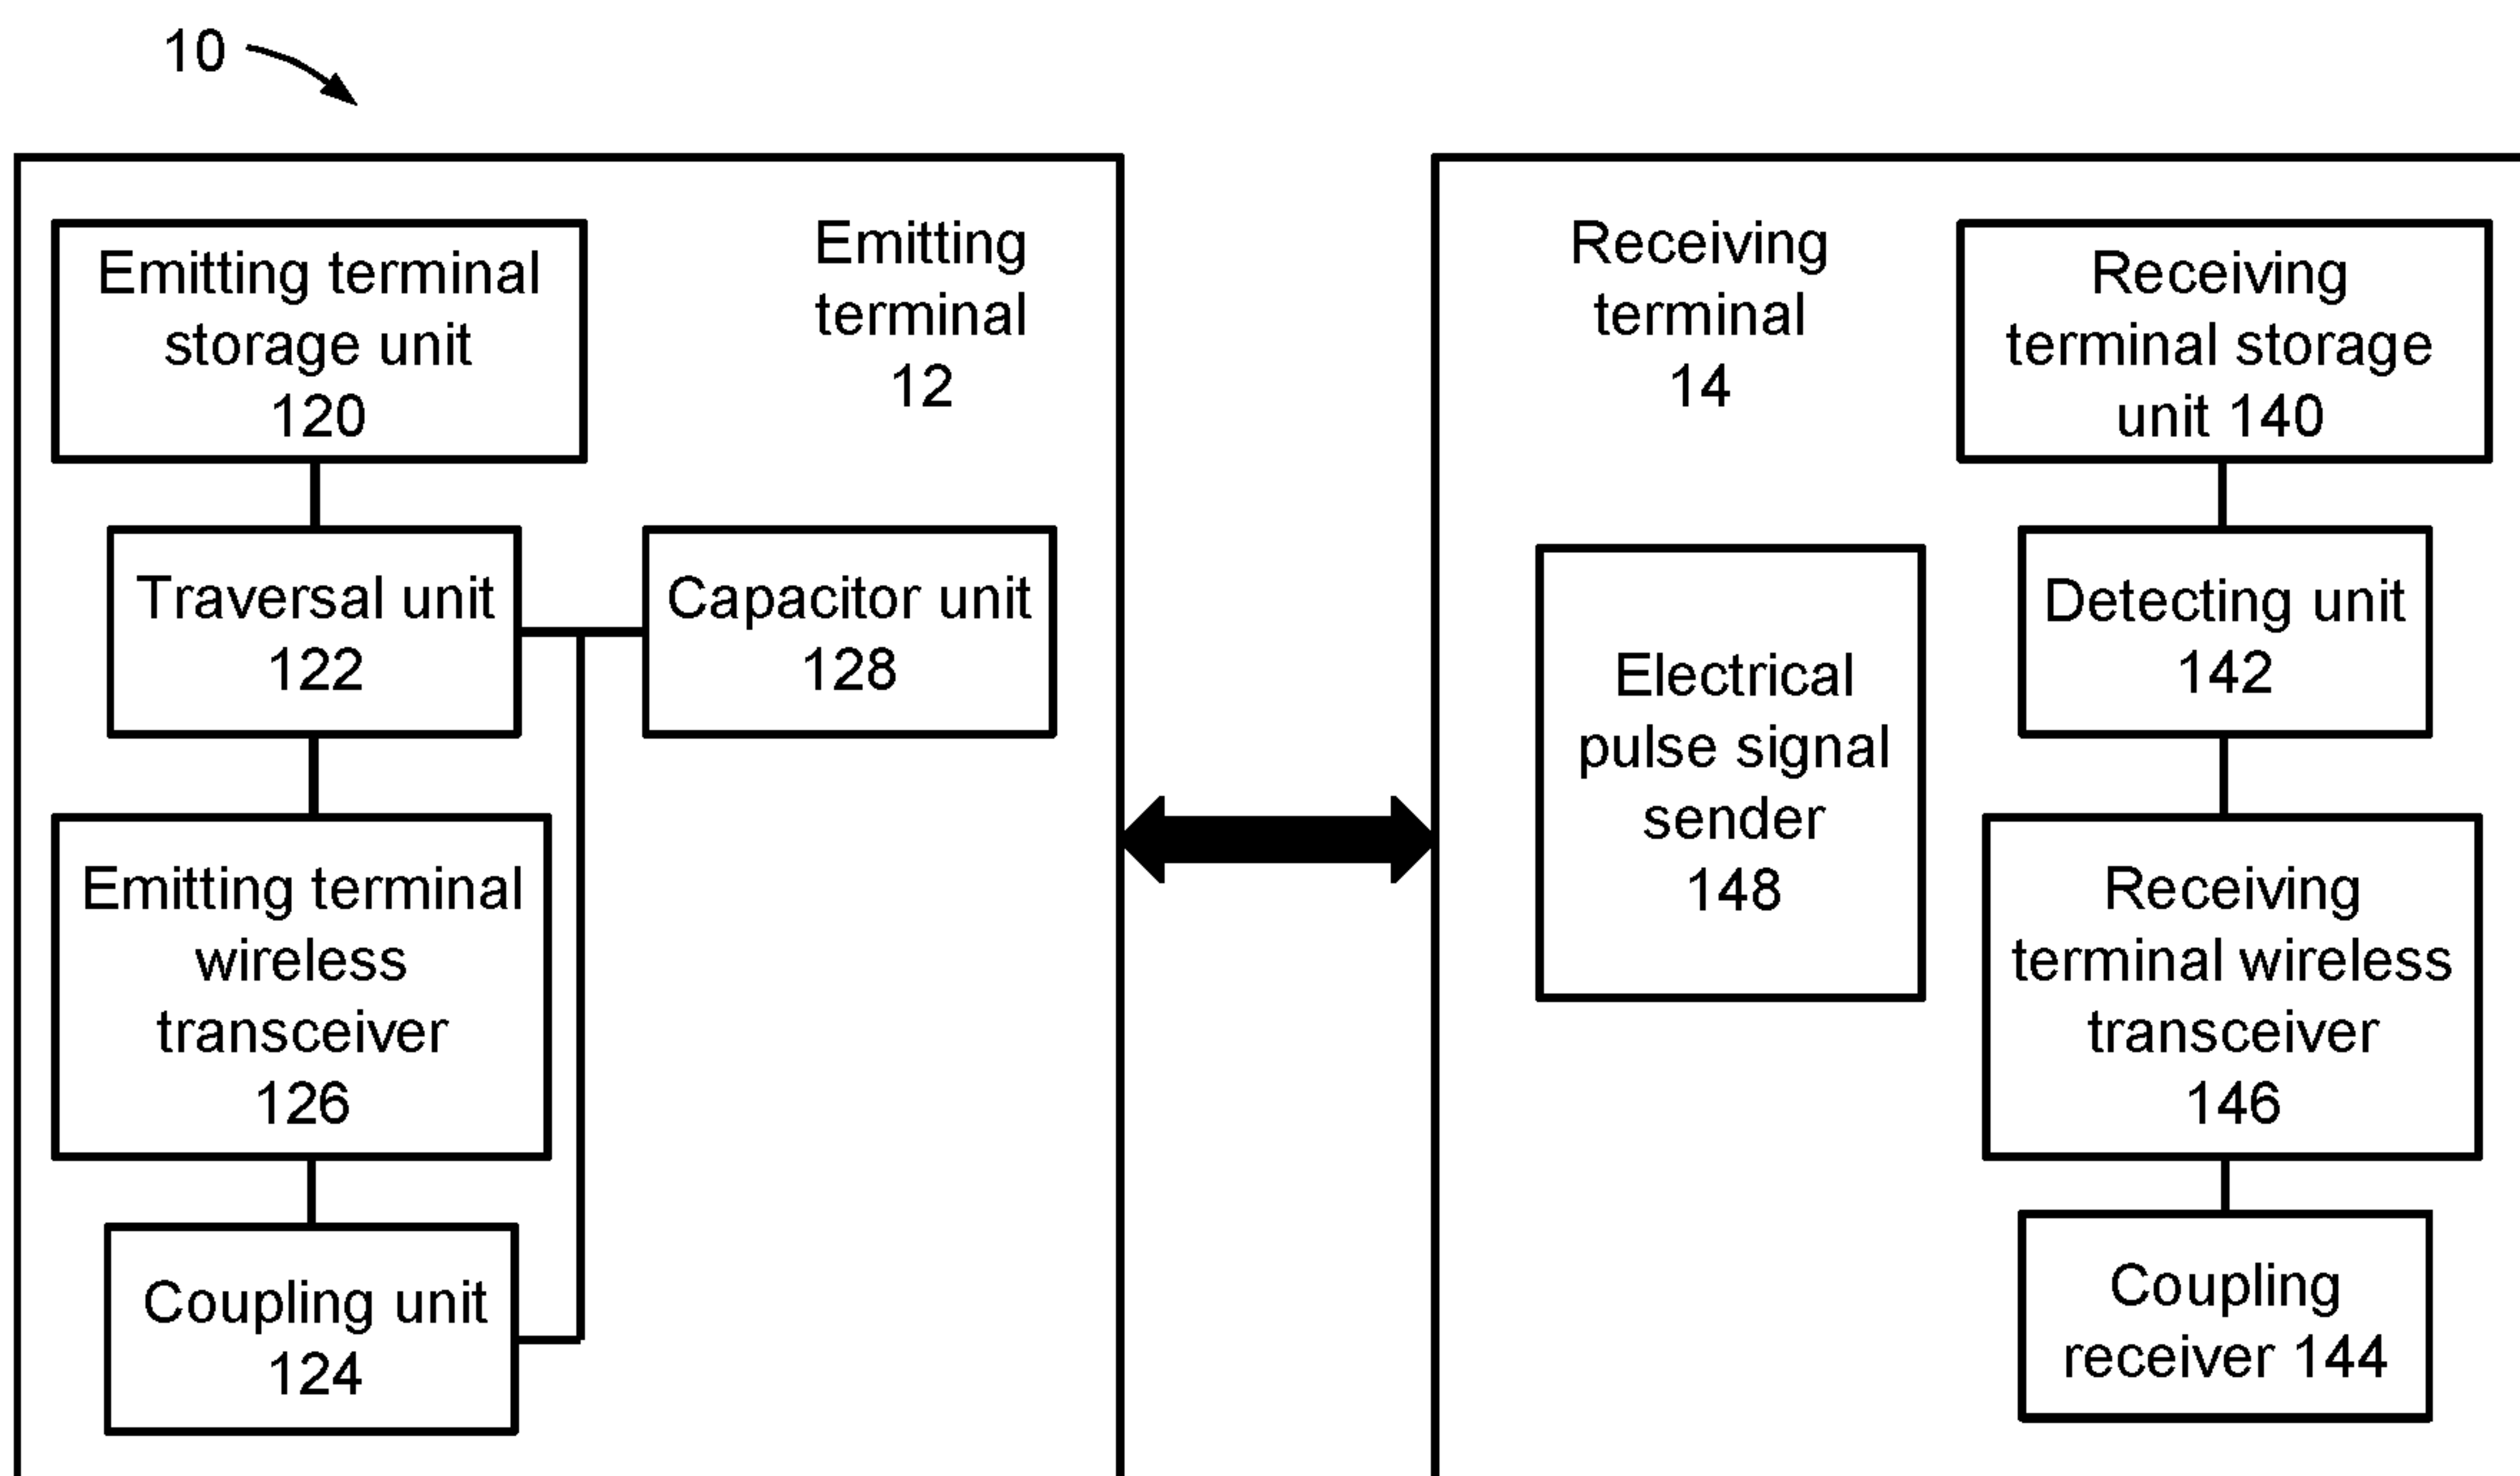 10
Emitting terminal
storage unit
120
Emitting
terminal
12
Traversal unit
122
Capacitor unit
128
Emitting terminal
wireless
transceiver
126
Coupling unit
124
Receiving
terminal
14
Receiving
terminal storage
unit 140
Electrical
pulse signal
sender
148
Detecting unit
142
Receiving
terminal wireless
transceiver
146
Coupling
receiver 144